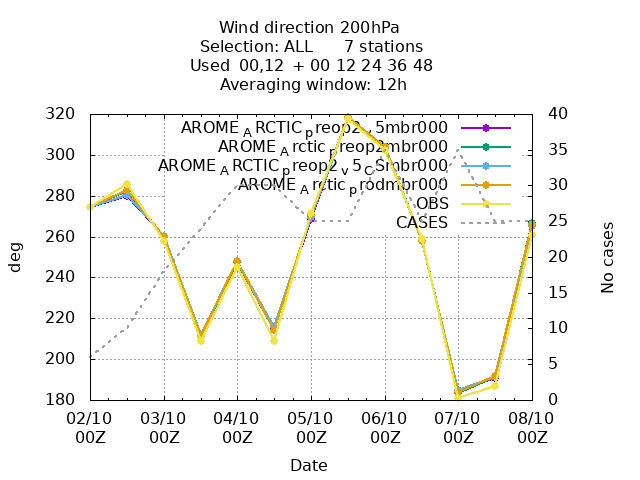 Wind direction 200hPa
Selection: ALL 7 stations
Used 00,12 + 00 12 24 36 48
Averaging window: 12h
320 40
AROME_ARCTIC_preop2_v5mbr000
AROME_Arctic_preop2mbr000
AROME_ARCTIC_preop2_v5_CSmbr000
AROME_Arctic_prodmbr000
OBS
CASES
300 35
280 30
260 25
240 20
220 15
200 10
180 5
0
deg
No cases
02/10 03/10 04/10 05/10 06/10 07/10 08/10
00Z 00Z 00Z 00Z 00Z 00Z 00Z
Date